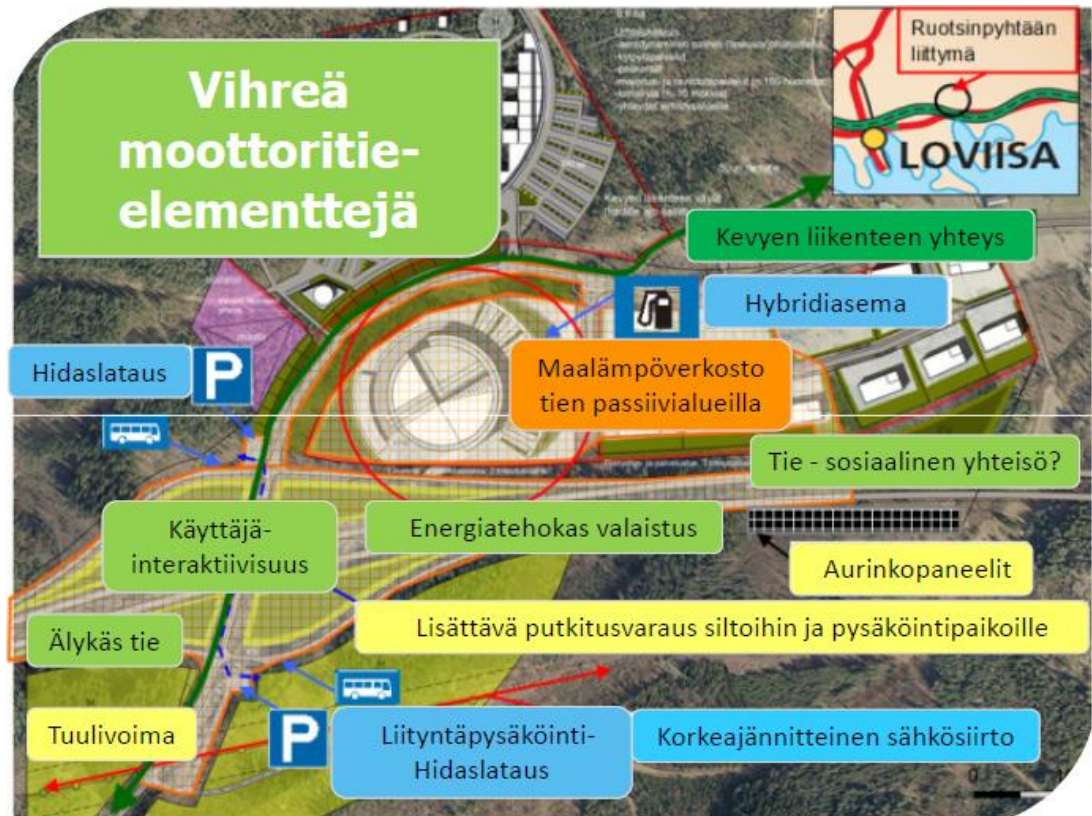 Vihreä
moottoritie-
elementtejä
Ruotsinpyhtään
liittymä
LOVIISA
Kevyen liikenteen yhteys
Hybridiasema
Hidaslataus
P
Maalämpöverkosto
tien passiivialueilla
Tie - sosiaalinen yhteisö?
Käyttäjä-
interaktiivisuus
Energiatehokas valaistus
Aurinkopaneelit
Lisättävä putkitusvaraus siltoihin ja pysäköintipaikoille
Älykäs tie
Tuulivoima
P
Liityntäpysäköinti-
Hidaslataus
Korkeajännitteinen sähkösiirto
0